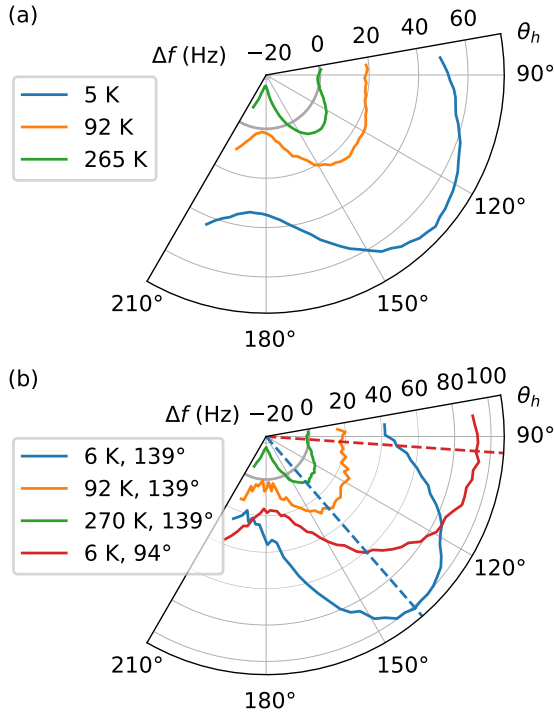 (a)
Δf (Hz)
−20 0 20 40 60
θh
90°
120°
150°
180°
210°
5 K
92 K
265 K
(b)
Δf (Hz)
−20 0 20 40 60 80 100
θh
90°
120°
150°
180°
210°
6 K, 139°
92 K, 139°
270 K, 139°
6 K, 94°